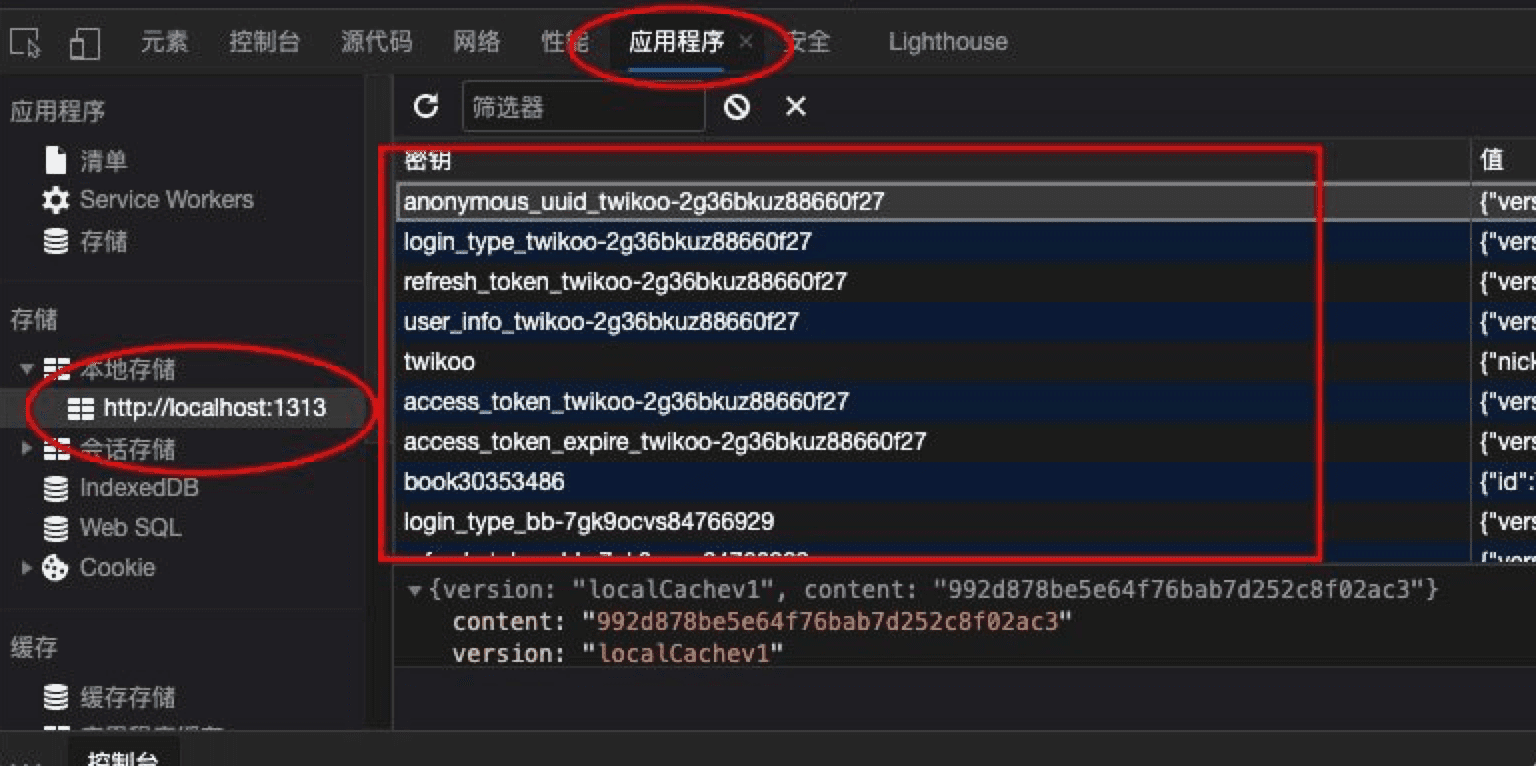 元素 控制台 源代码 网络 性能 应用程序 × 安全 Lighthouse
应用程序
清单
Service Workers
存储
存储
本地存储
http://localhost:1313
会话存储
IndexedDB
Web SQL
Cookie
缓存
缓存存储
筛选器
密钥 值
anonymous_uuid_twikoo-2g36bkuz88660f27 {"vers
login_type_twikoo-2g36bkuz88660f27 {"vers
refresh_token_twikoo-2g36bkuz88660f27 {"vers
user_info_twikoo-2g36bkuz88660f27 {"vers
twikoo {"nick
access_token_twikoo-2g36bkuz88660f27 {"vers
access_token_expire_twikoo-2g36bkuz88660f27 {"vers
book30353486 {"id":
login_type_bb-7gk9ocvs84766929 {"vers
{version: "localCachev1", content: "992d878be5e64f76bab7d252c8f02ac3"}
content: "992d878be5e64f76bab7d252c8f02ac3"
version: "localCachev1"
控制台